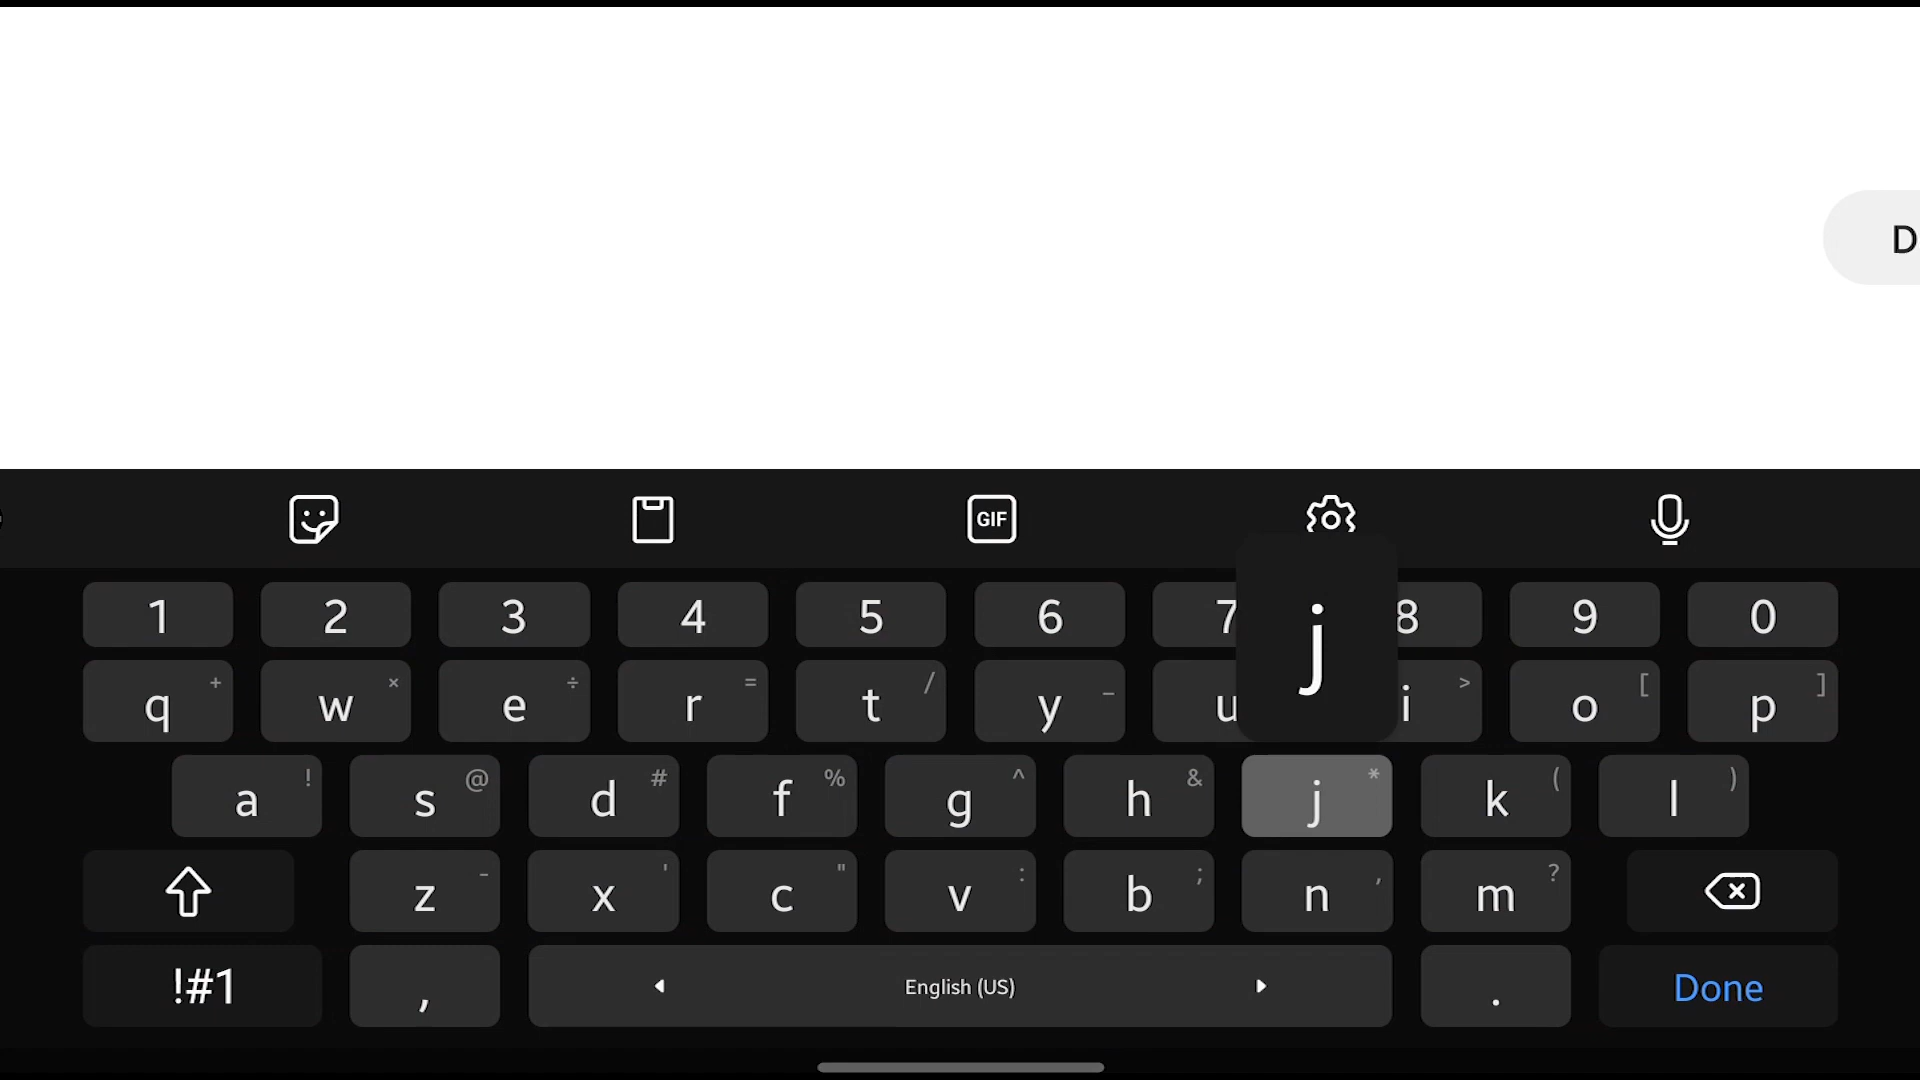 D
GIF
1 2 3 4 5 6 7 8 9 0
j
q + w × e ÷ r = t / y _ u i > o [ p ]
a ! s @ d # f % g ^ h & j * k ( l )
z - x ' c " v : b ; n , m ?
!#1 , English (US) . Done